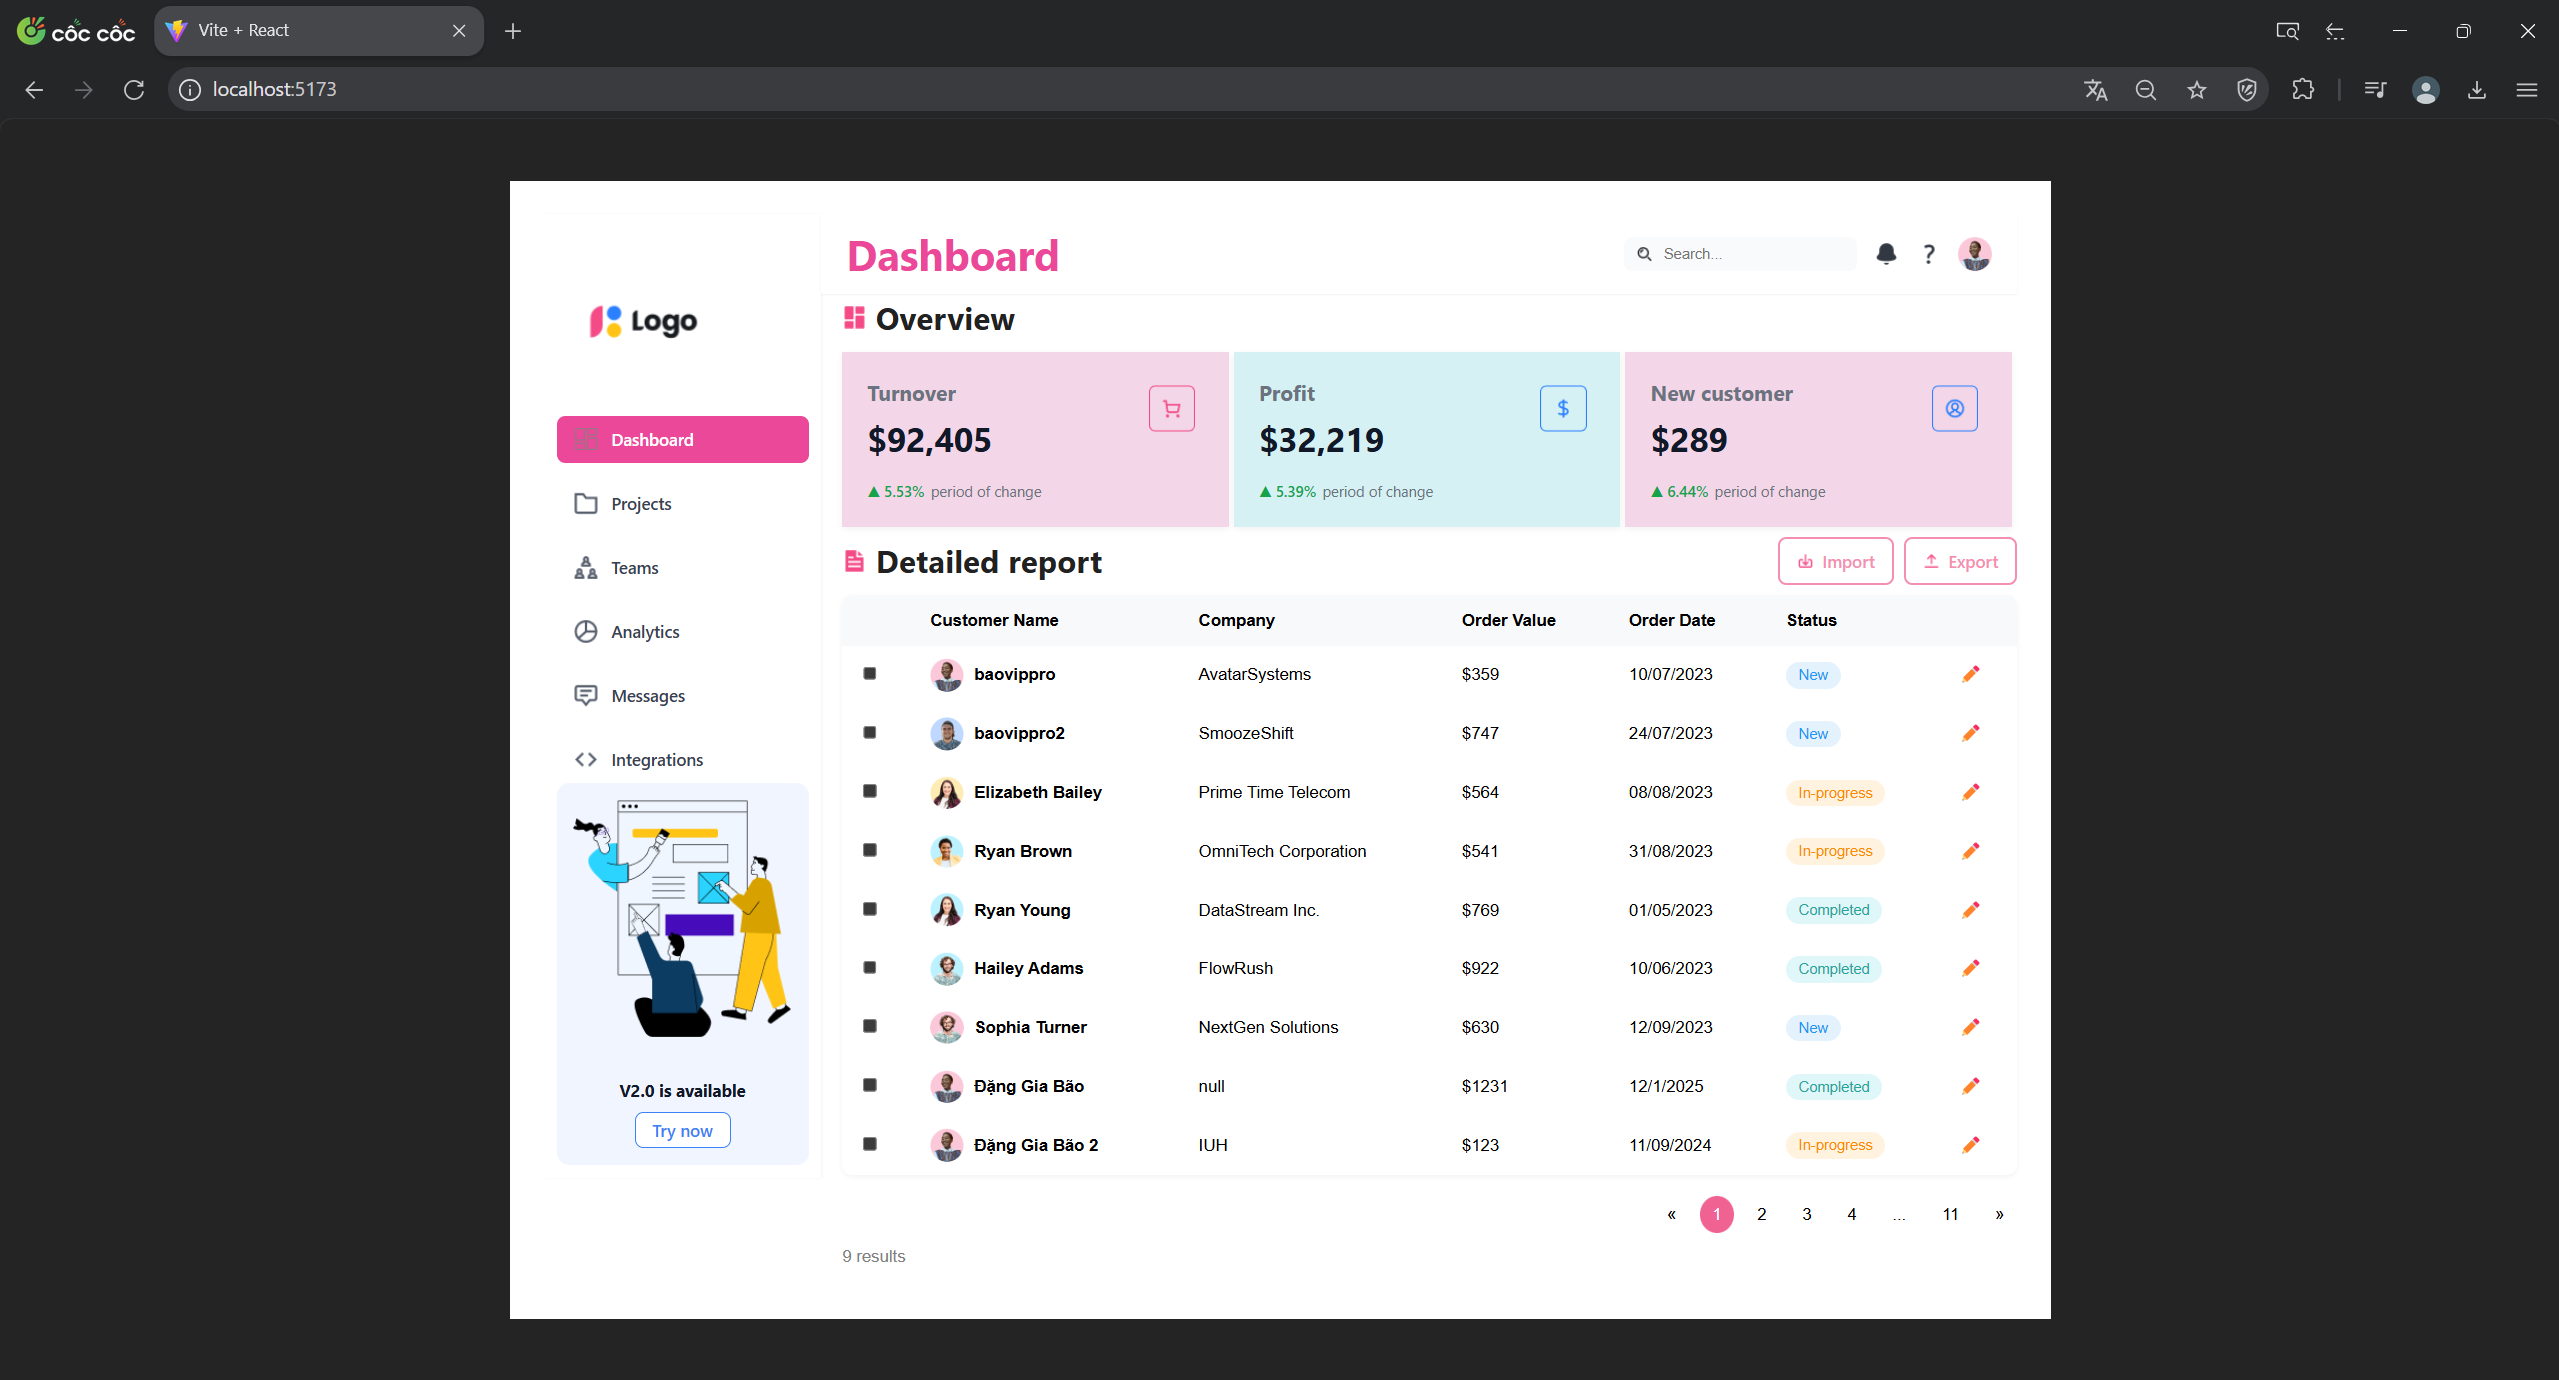 cốc cốc
Vite + React
localhost:5173
Logo
Dashboard
Projects
Teams
Analytics
Messages
Integrations
V2.0 is available
Try now
Dashboard
Search...
Overview
Turnover
$92,405
▲ 5.53% period of change
Profit
$32,219
▲ 5.39% period of change
New customer
$289
▲ 6.44% period of change
Detailed report
Import
Export
Customer Name Company Order Value Order Date Status
baovippro AvatarSystems $359 10/07/2023 New
baovippro2 SmoozeShift $747 24/07/2023 New
Elizabeth Bailey Prime Time Telecom $564 08/08/2023 In-progress
Ryan Brown OmniTech Corporation $541 31/08/2023 In-progress
Ryan Young DataStream Inc. $769 01/05/2023 Completed
Hailey Adams FlowRush $922 10/06/2023 Completed
Sophia Turner NextGen Solutions $630 12/09/2023 New
Đặng Gia Bão null $1231 12/1/2025 Completed
Đặng Gia Bão 2 IUH $123 11/09/2024 In-progress
« 1 2 3 4 ... 11 »
9 results